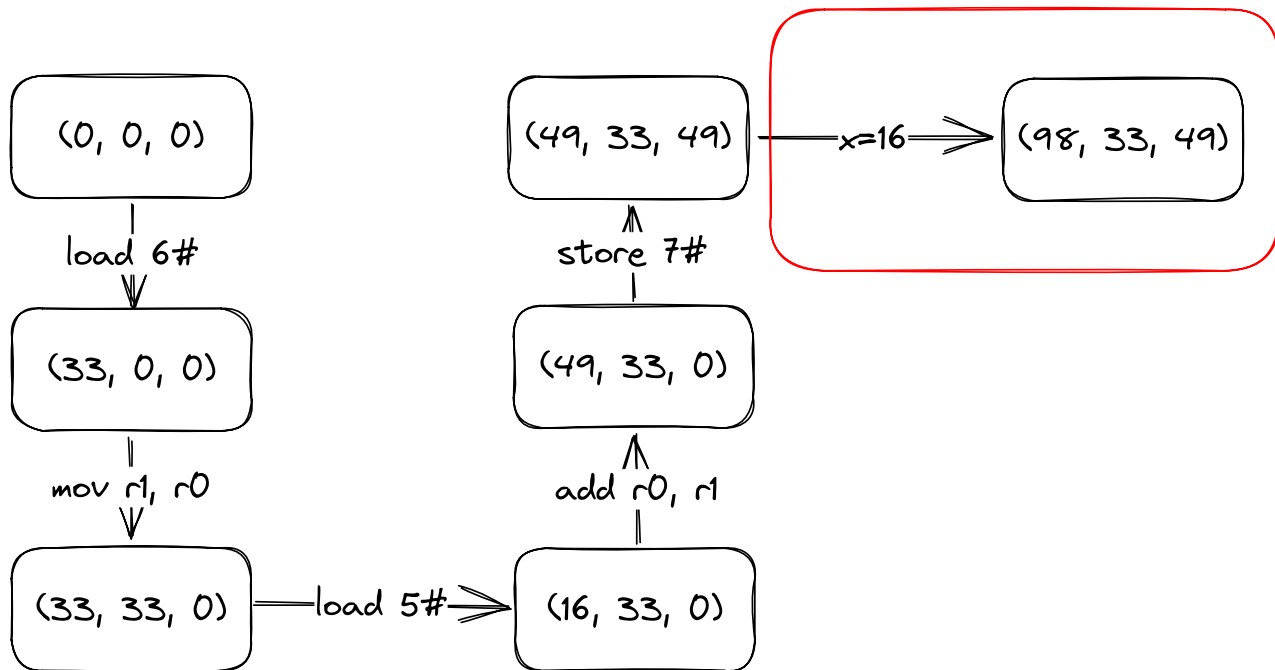 (0, 0, 0)
load 6#
(33, 0, 0)
mov r1, r0
(33, 33, 0)
load 5#
(16, 33, 0)
add r0, r1
(49, 33, 0)
store 7#
(49, 33, 49)
x=16
(98, 33, 49)